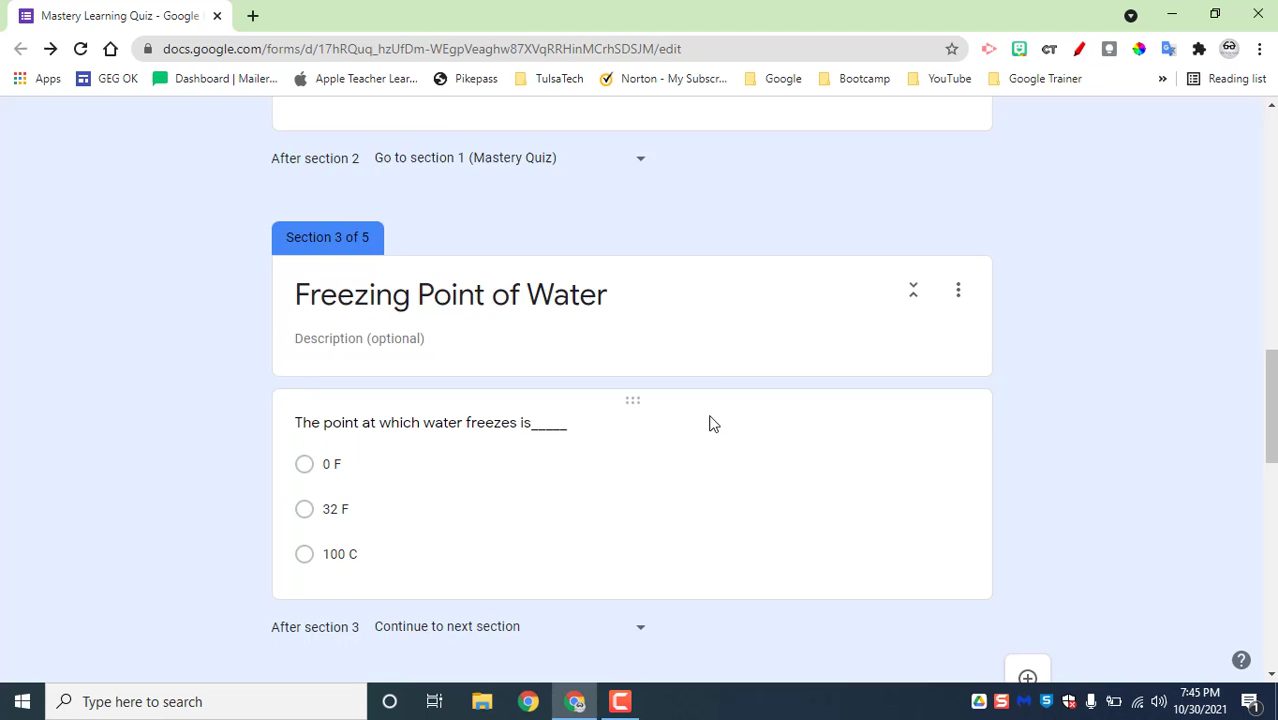 Mastery Learning Quiz - Google
docs.google.com/forms/d/17hRQuq_hzUfDm-WEgpVeaghw87XVqRRHinMCrhSDSJM/edit
Apps GEG OK Dashboard | Mailer... Apple Teacher Lear... Pikepass TulsaTech Norton - My Subscr... Google Bootcamp YouTube Google Trainer » Reading list
After section 2 Go to section 1 (Mastery Quiz)
Section 3 of 5
Freezing Point of Water
Description (optional)
The point at which water freezes is_____
0 F
32 F
100 C
After section 3 Continue to next section
Type here to search
7:45 PM
10/30/2021